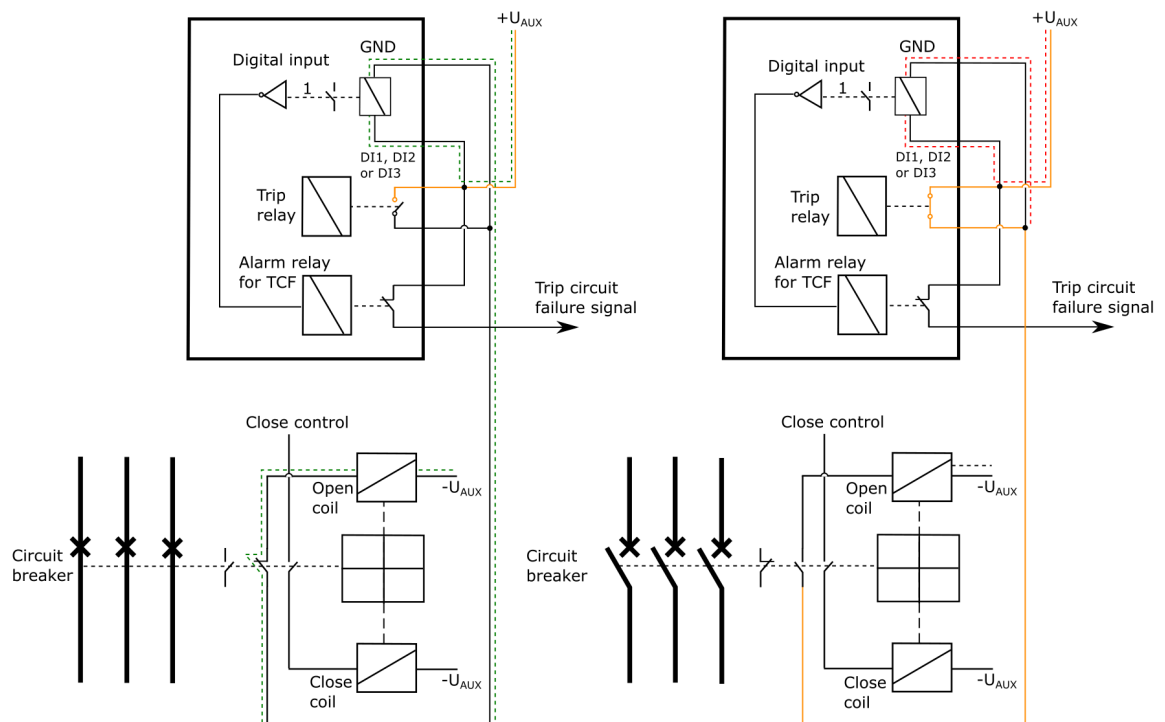 +UAUX
GND
Digital input
1
DI1, DI2
or DI3
Trip
relay
Alarm relay
for TCF
Trip circuit
failure signal
Close control
Open
coil
-UAUX
Circuit
breaker
Close
coil
-UAUX
+UAUX
GND
Digital input
1
DI1, DI2
or DI3
Trip
relay
Alarm relay
for TCF
Trip circuit
failure signal
Close control
Open
coil
-UAUX
Circuit
breaker
Close
coil
-UAUX